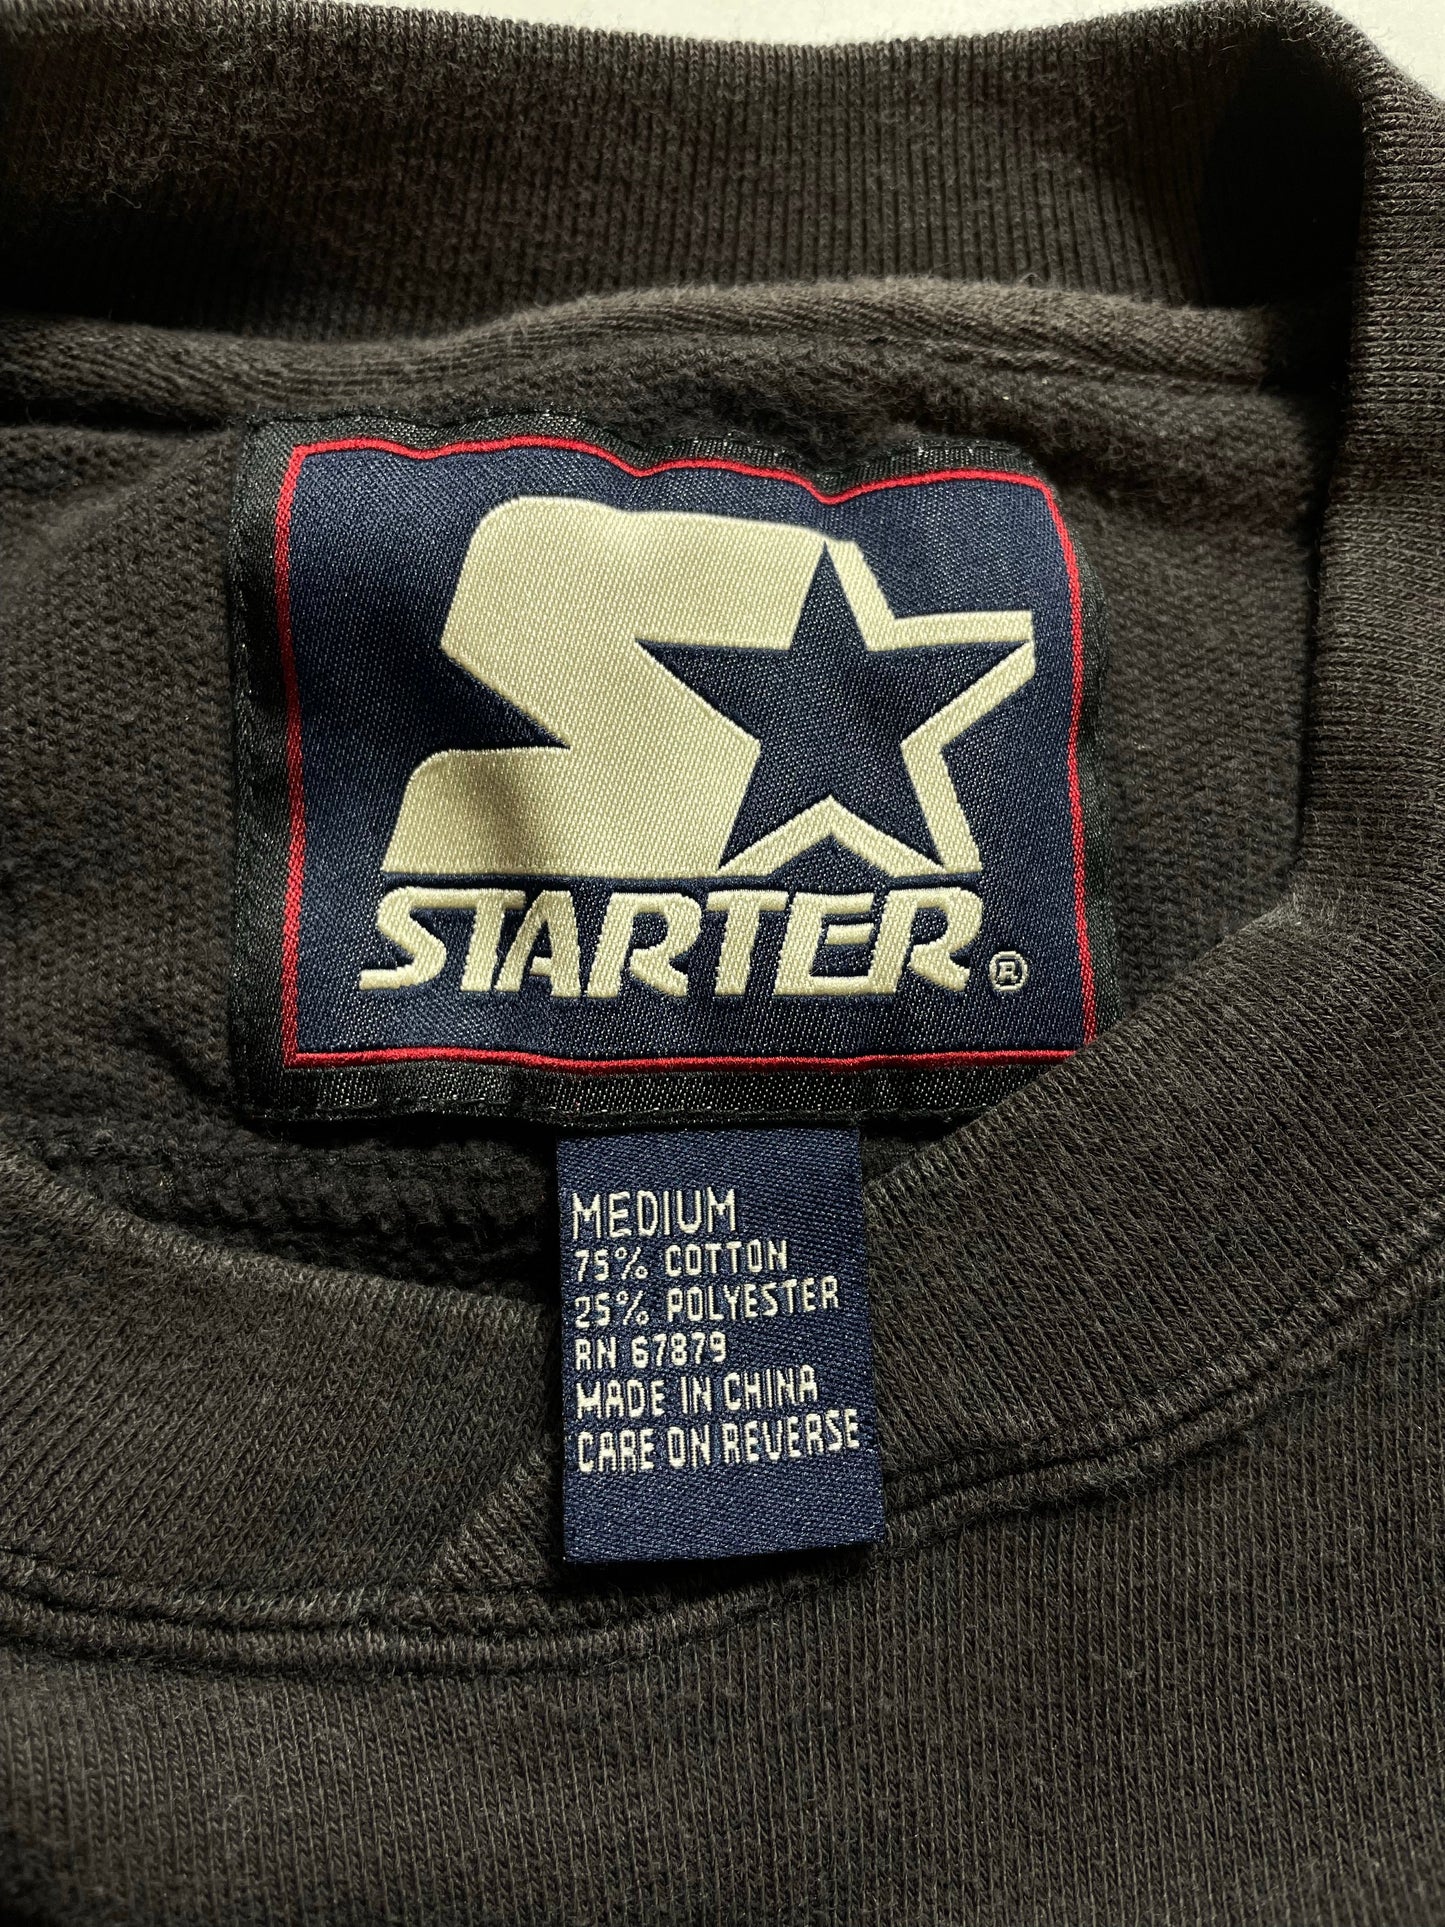 STARTER®
MEDIUM
75% COTTON
25% POLYESTER
RN 67879
MADE IN CHINA
CARE ON REVERSE